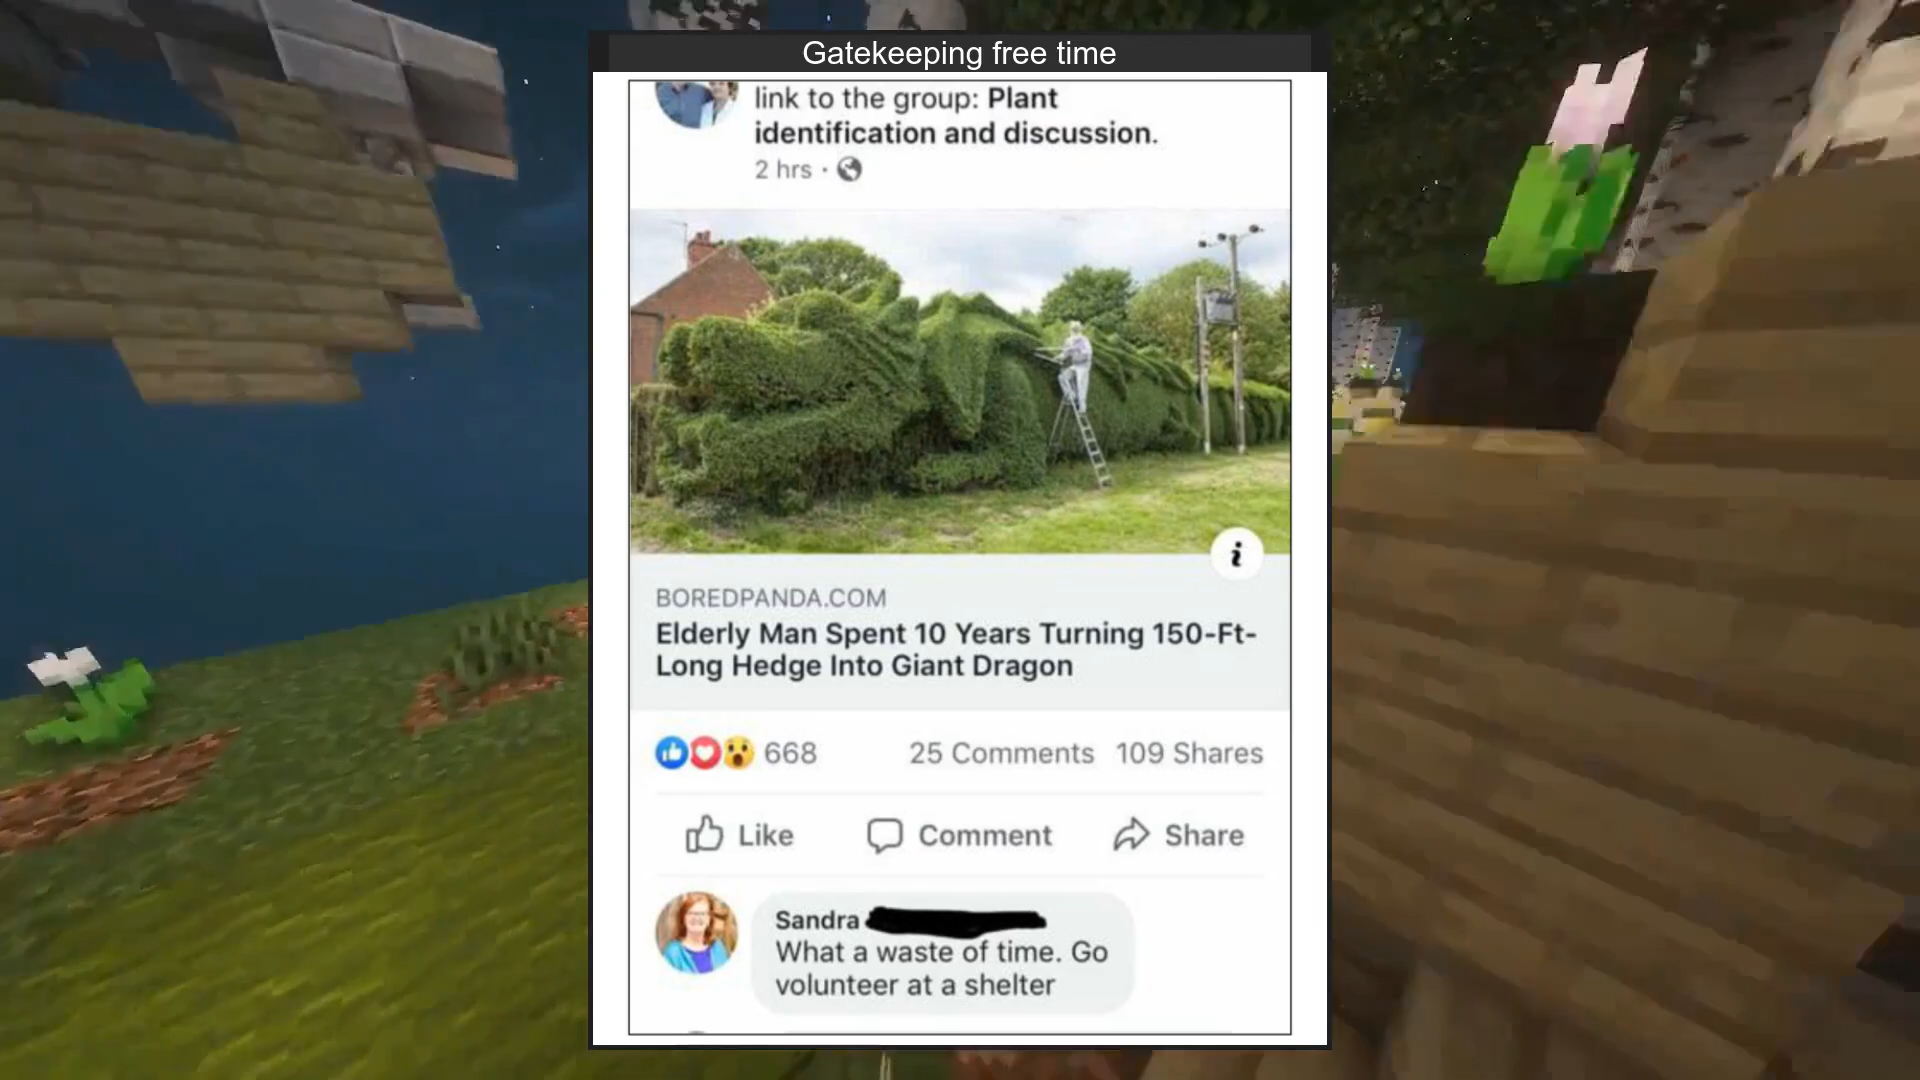 Gatekeeping free time
link to the group: Plant
identification and discussion.
2 hrs ·
i
BOREDPANDA.COM
Elderly Man Spent 10 Years Turning 150-Ft-
Long Hedge Into Giant Dragon
668 25 Comments 109 Shares
Like Comment Share
Sandra
What a waste of time. Go
volunteer at a shelter